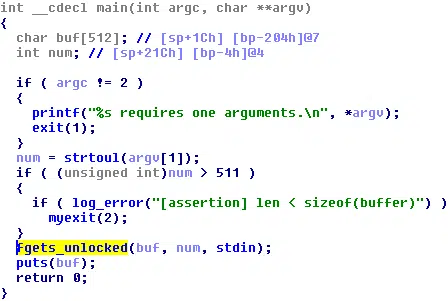 int __cdecl main(int argc, char **argv)
{
  char buf[512]; // [sp+1Ch] [bp-204h]@7
  int num; // [sp+21Ch] [bp-4h]@4

  if ( argc != 2 )
  {
    printf("%s requires one arguments.\n", *argv);
    exit(1);
  }
  num = strtoul(argv[1]);
  if ( (unsigned int)num > 511 )
  {
    if ( log_error("[assertion] len < sizeof(buffer)") )
      myexit(2);
  }
  fgets_unlocked(buf, num, stdin);
  puts(buf);
  return 0;
}